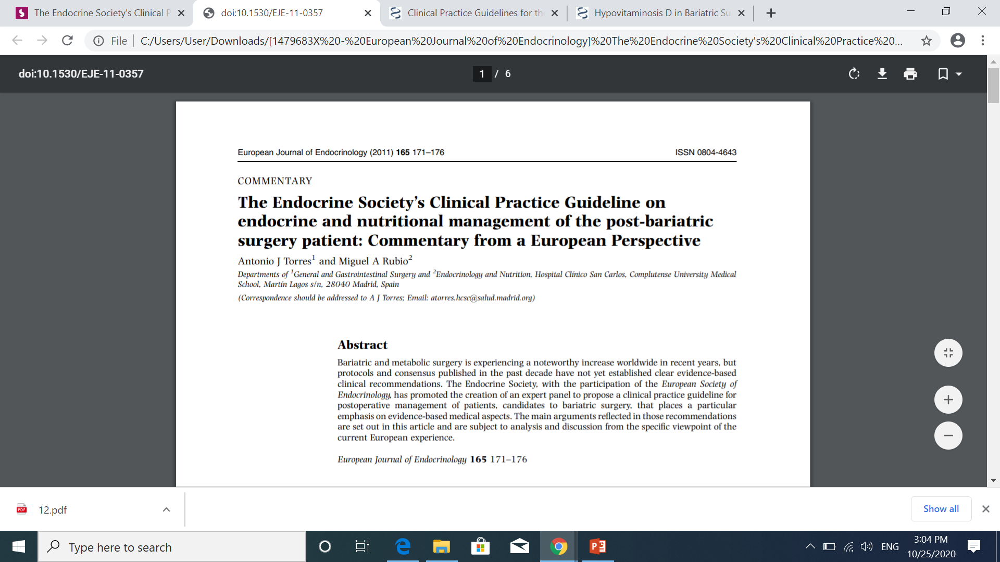 The Endocrine Society's Clinical P
doi:10.1530/EJE-11-0357
Clinical Practice Guidelines for th
Hypovitaminosis D in Bariatric Su
File
C:/Users/User/Downloads/[1479683X%20-%20European%20Journal%20of%20Endocrinology]%20The%20Endocrine%20Society's%20Clinical%20Practice%20...
doi:10.1530/EJE-11-0357
1 / 6
European Journal of Endocrinology (2011) 165 171–176
ISSN 0804-4643
COMMENTARY
The Endocrine Society's Clinical Practice Guideline on
endocrine and nutritional management of the post-bariatric
surgery patient: Commentary from a European Perspective
Antonio J Torres1 and Miguel A Rubio2
Departments of 1General and Gastrointestinal Surgery and 2Endocrinology and Nutrition, Hospital Clínico San Carlos, Complutense University Medical
School, Martín Lagos s/n, 28040 Madrid, Spain
(Correspondence should be addressed to A J Torres; Email: atorres.hcsc@salud.madrid.org)
Abstract
Bariatric and metabolic surgery is experiencing a noteworthy increase worldwide in recent years, but
protocols and consensus published in the past decade have not yet established clear evidence-based
clinical recommendations. The Endocrine Society, with the participation of the European Society of
Endocrinology, has promoted the creation of an expert panel to propose a clinical practice guideline for
postoperative management of patients, candidates to bariatric surgery, that places a particular
emphasis on evidence-based medical aspects. The main arguments reflected in those recommendations
are set out in this article and are subject to analysis and discussion from the specific viewpoint of the
current European experience.
European Journal of Endocrinology 165 171–176
PDF
12.pdf
Show all
Type here to search
ENG
3:04 PM
10/25/2020